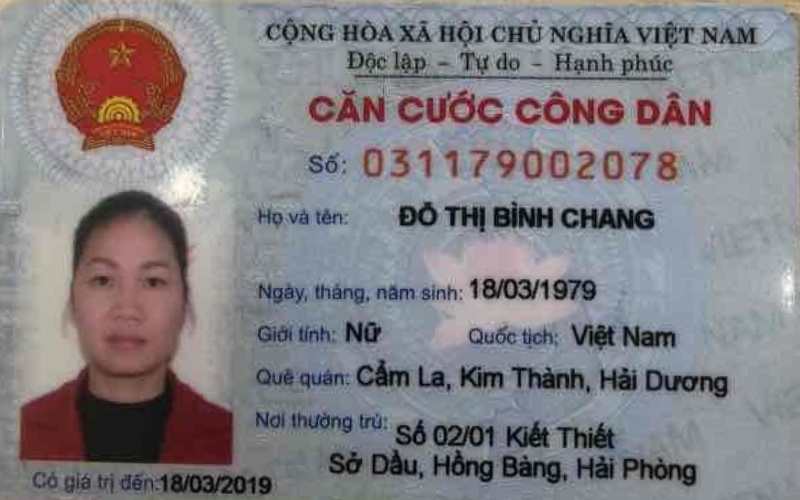 CỘNG HÒA XÃ HỘI CHỦ NGHĨA VIỆT NAM
Độc lập – Tự do – Hạnh phúc
CĂN CƯỚC CÔNG DÂN
Số: 031179002078
Họ và tên: ĐỖ THỊ BÌNH CHANG
Ngày, tháng, năm sinh: 18/03/1979
Giới tính: Nữ Quốc tịch: Việt Nam
Quê quán: Cẩm La, Kim Thành, Hải Dương
Nơi thường trú: Số 02/01 Kiết Thiết
Sở Dầu, Hồng Bàng, Hải Phòng
Có giá trị đến: 18/03/2019